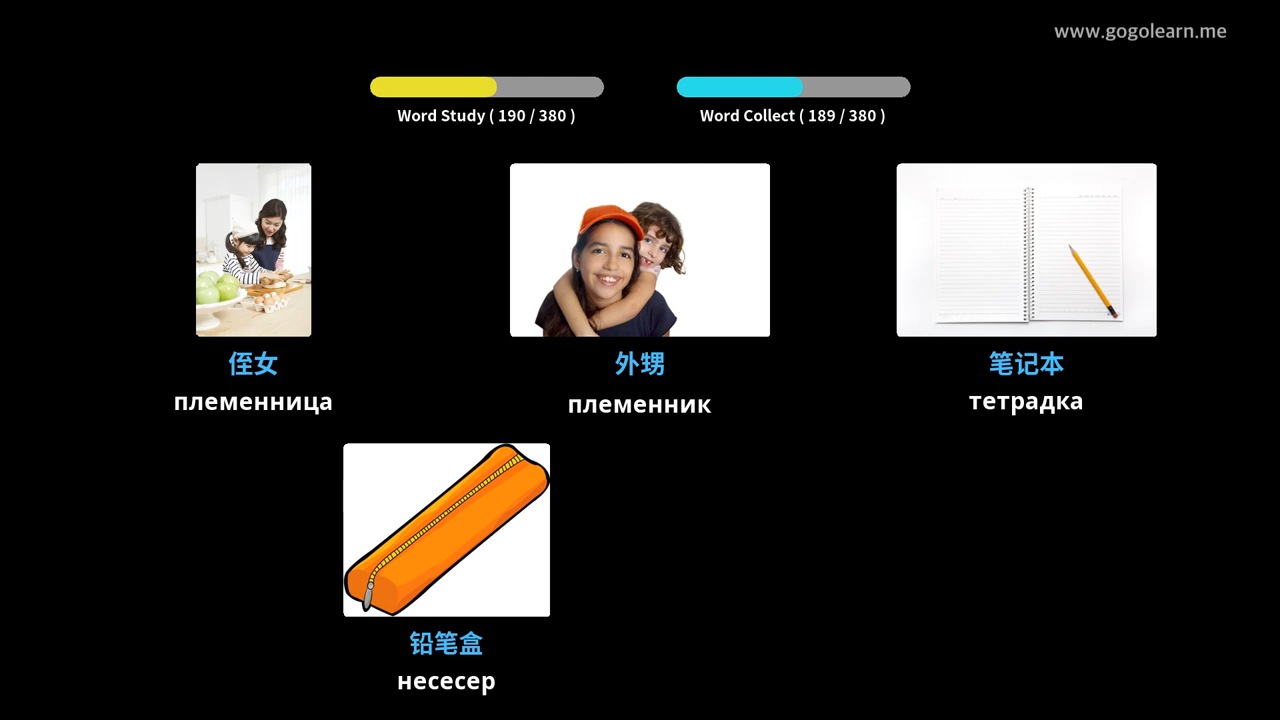 www.gogolearn.me
Word Study ( 190 / 380 )
Word Collect ( 189 / 380 )
侄女
племенница
外甥
племенник
笔记本
тетрадка
铅笔盒
несесер